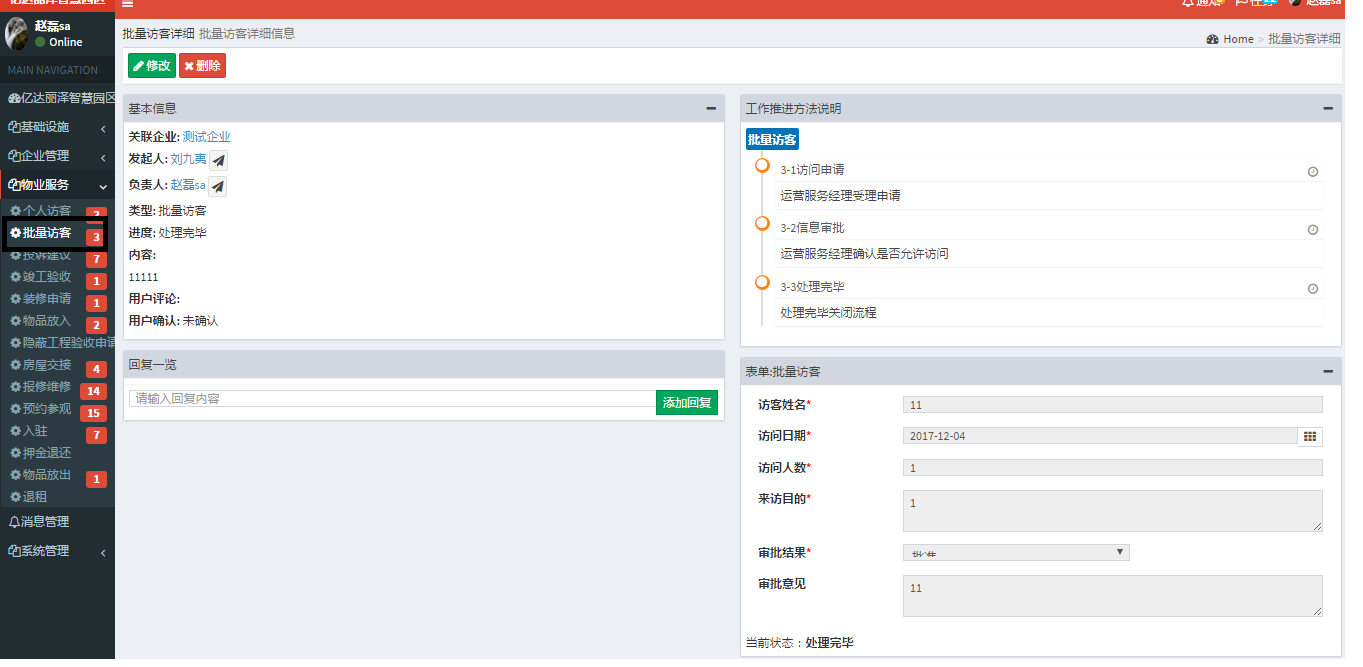 亿达丽泽智慧园区
通知
任务
赵磊sa
赵磊sa
Online
MAIN NAVIGATION
亿达丽泽智慧园区
基础设施
企业管理
物业服务
个人访客 2
批量访客 3
投诉建议 7
竣工验收 1
装修申请 1
物品放入 2
隐蔽工程验收申请
房屋交接 4
报修维修 14
预约参观 15
入驻 7
押金退还
物品放出 1
退租
消息管理
系统管理
批量访客详细 批量访客详细信息
Home > 批量访客详细
修改 删除
基本信息
关联企业: 测试企业
发起人: 刘九夷
负责人: 赵磊sa
类型: 批量访客
进度: 处理完毕
内容:
11111
用户评论:
用户确认: 未确认
回复一览
请输入回复内容 添加回复
工作推进方法说明
批量访客
3-1访问申请
运营服务经理受理申请
3-2信息审批
运营服务经理确认是否允许访问
3-3处理完毕
处理完毕关闭流程
表单:批量访客
访客姓名* 11
访问日期* 2017-12-04
访问人数* 1
来访目的* 1
审批结果* 批准
审批意见 11
当前状态：处理完毕